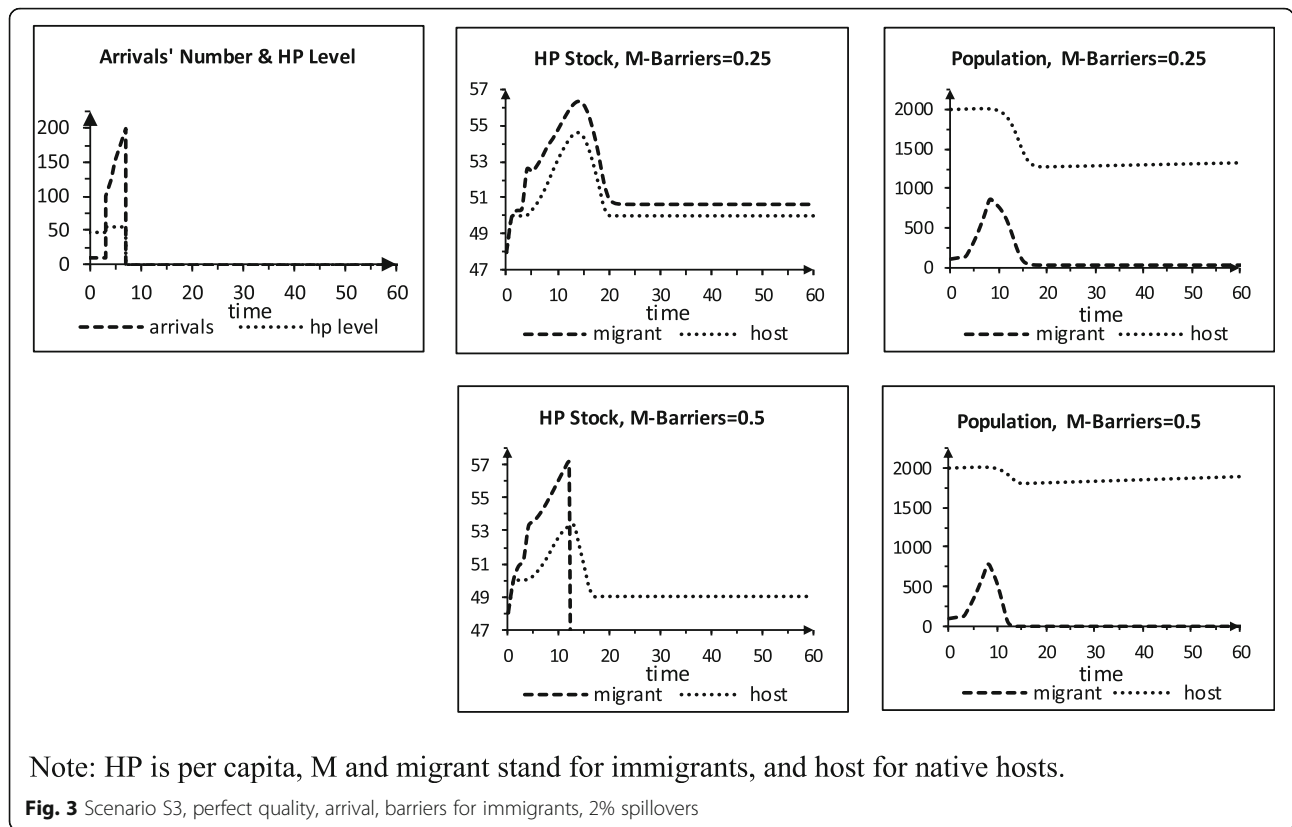 Arrivals' Number & HP Level
200
150
100
50
0
0 10 20 30 40 50 60
time
arrivals hp level
HP Stock, M-Barriers=0.25
57
55
53
51
49
47
0 10 20 30 40 50 60
time
migrant host
Population, M-Barriers=0.25
2000
1500
1000
500
0
0 10 20 30 40 50 60
time
migrant host
HP Stock, M-Barriers=0.5
57
55
53
51
49
47
0 10 20 30 40 50 60
time
migrant host
Population, M-Barriers=0.5
2000
1500
1000
500
0
0 10 20 30 40 50 60
time
migrant host
Note: HP is per capita, M and migrant stand for immigrants, and host for native hosts.
Fig. 3 Scenario S3, perfect quality, arrival, barriers for immigrants, 2% spillovers